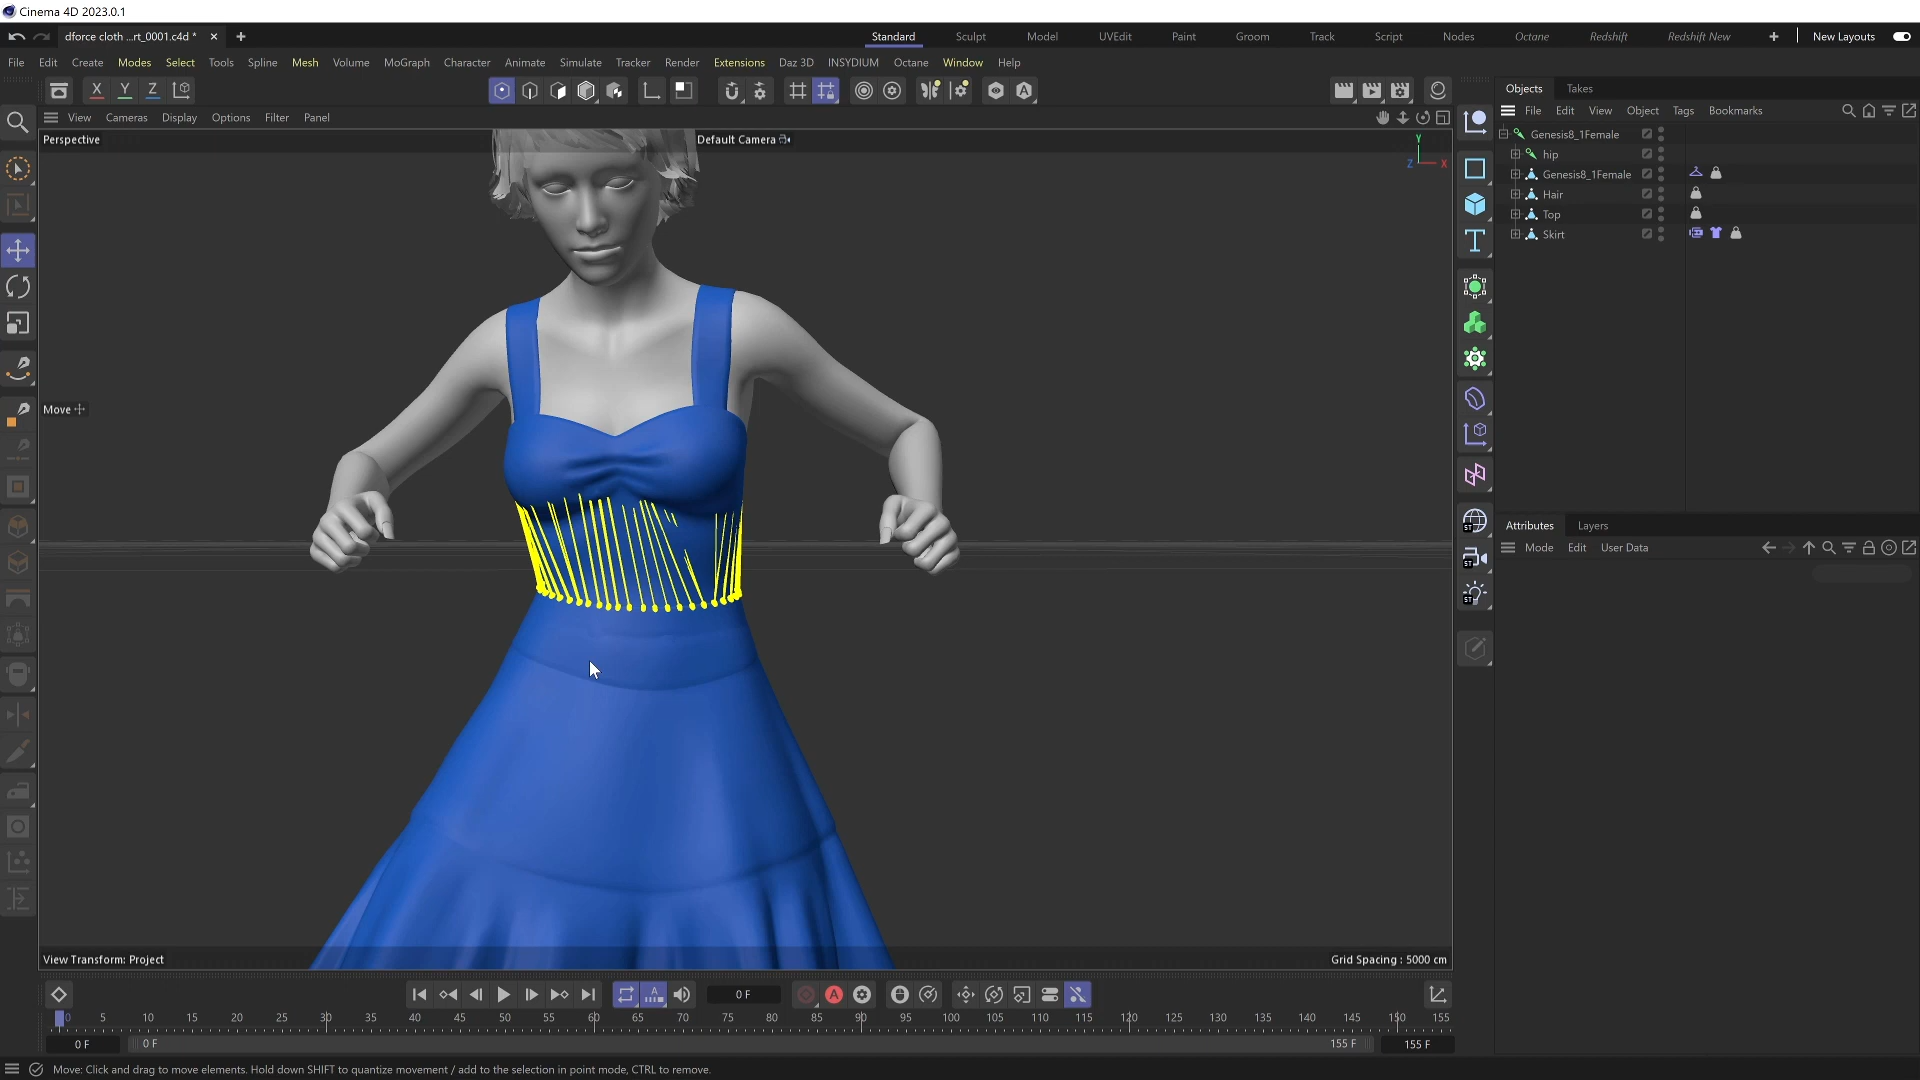 Cinema 4D 2023.0.1
dforce cloth ...rt_0001.c4d *
Standard Sculpt Model UVEdit Paint Groom Track Script Nodes Octane Redshift Redshift New New Layouts
File Edit Create Modes Select Tools Spline Mesh Volume MoGraph Character Animate Simulate Tracker Render Extensions Daz 3D INSYDIUM Octane Window Help
X Y Z
View Cameras Display Options Filter Panel
Perspective
Default Camera
Y
Z X
Move
View Transform: Project
Grid Spacing : 5000 cm
Objects Takes
File Edit View Object Tags Bookmarks
Genesis8_1Female
hip
Genesis8_1Female
Hair
Top
Skirt
Attributes Layers
Mode Edit User Data
ST
ST
ST
0 F
0 5 10 15 20 25 30 35 40 45 50 55 60 65 70 75 80 85 90 95 100 105 110 115 120 125 130 135 140 145 150 155
0 F 0 F 155 F 155 F
Move: Click and drag to move elements. Hold down SHIFT to quantize movement / add to the selection in point mode, CTRL to remove.